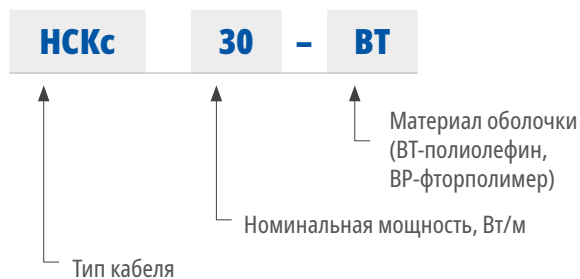 НСКс 30 – ВТ
Материал оболочки
(ВТ-полиолефин,
ВР-фторполимер)
Номинальная мощность, Вт/м
Тип кабеля